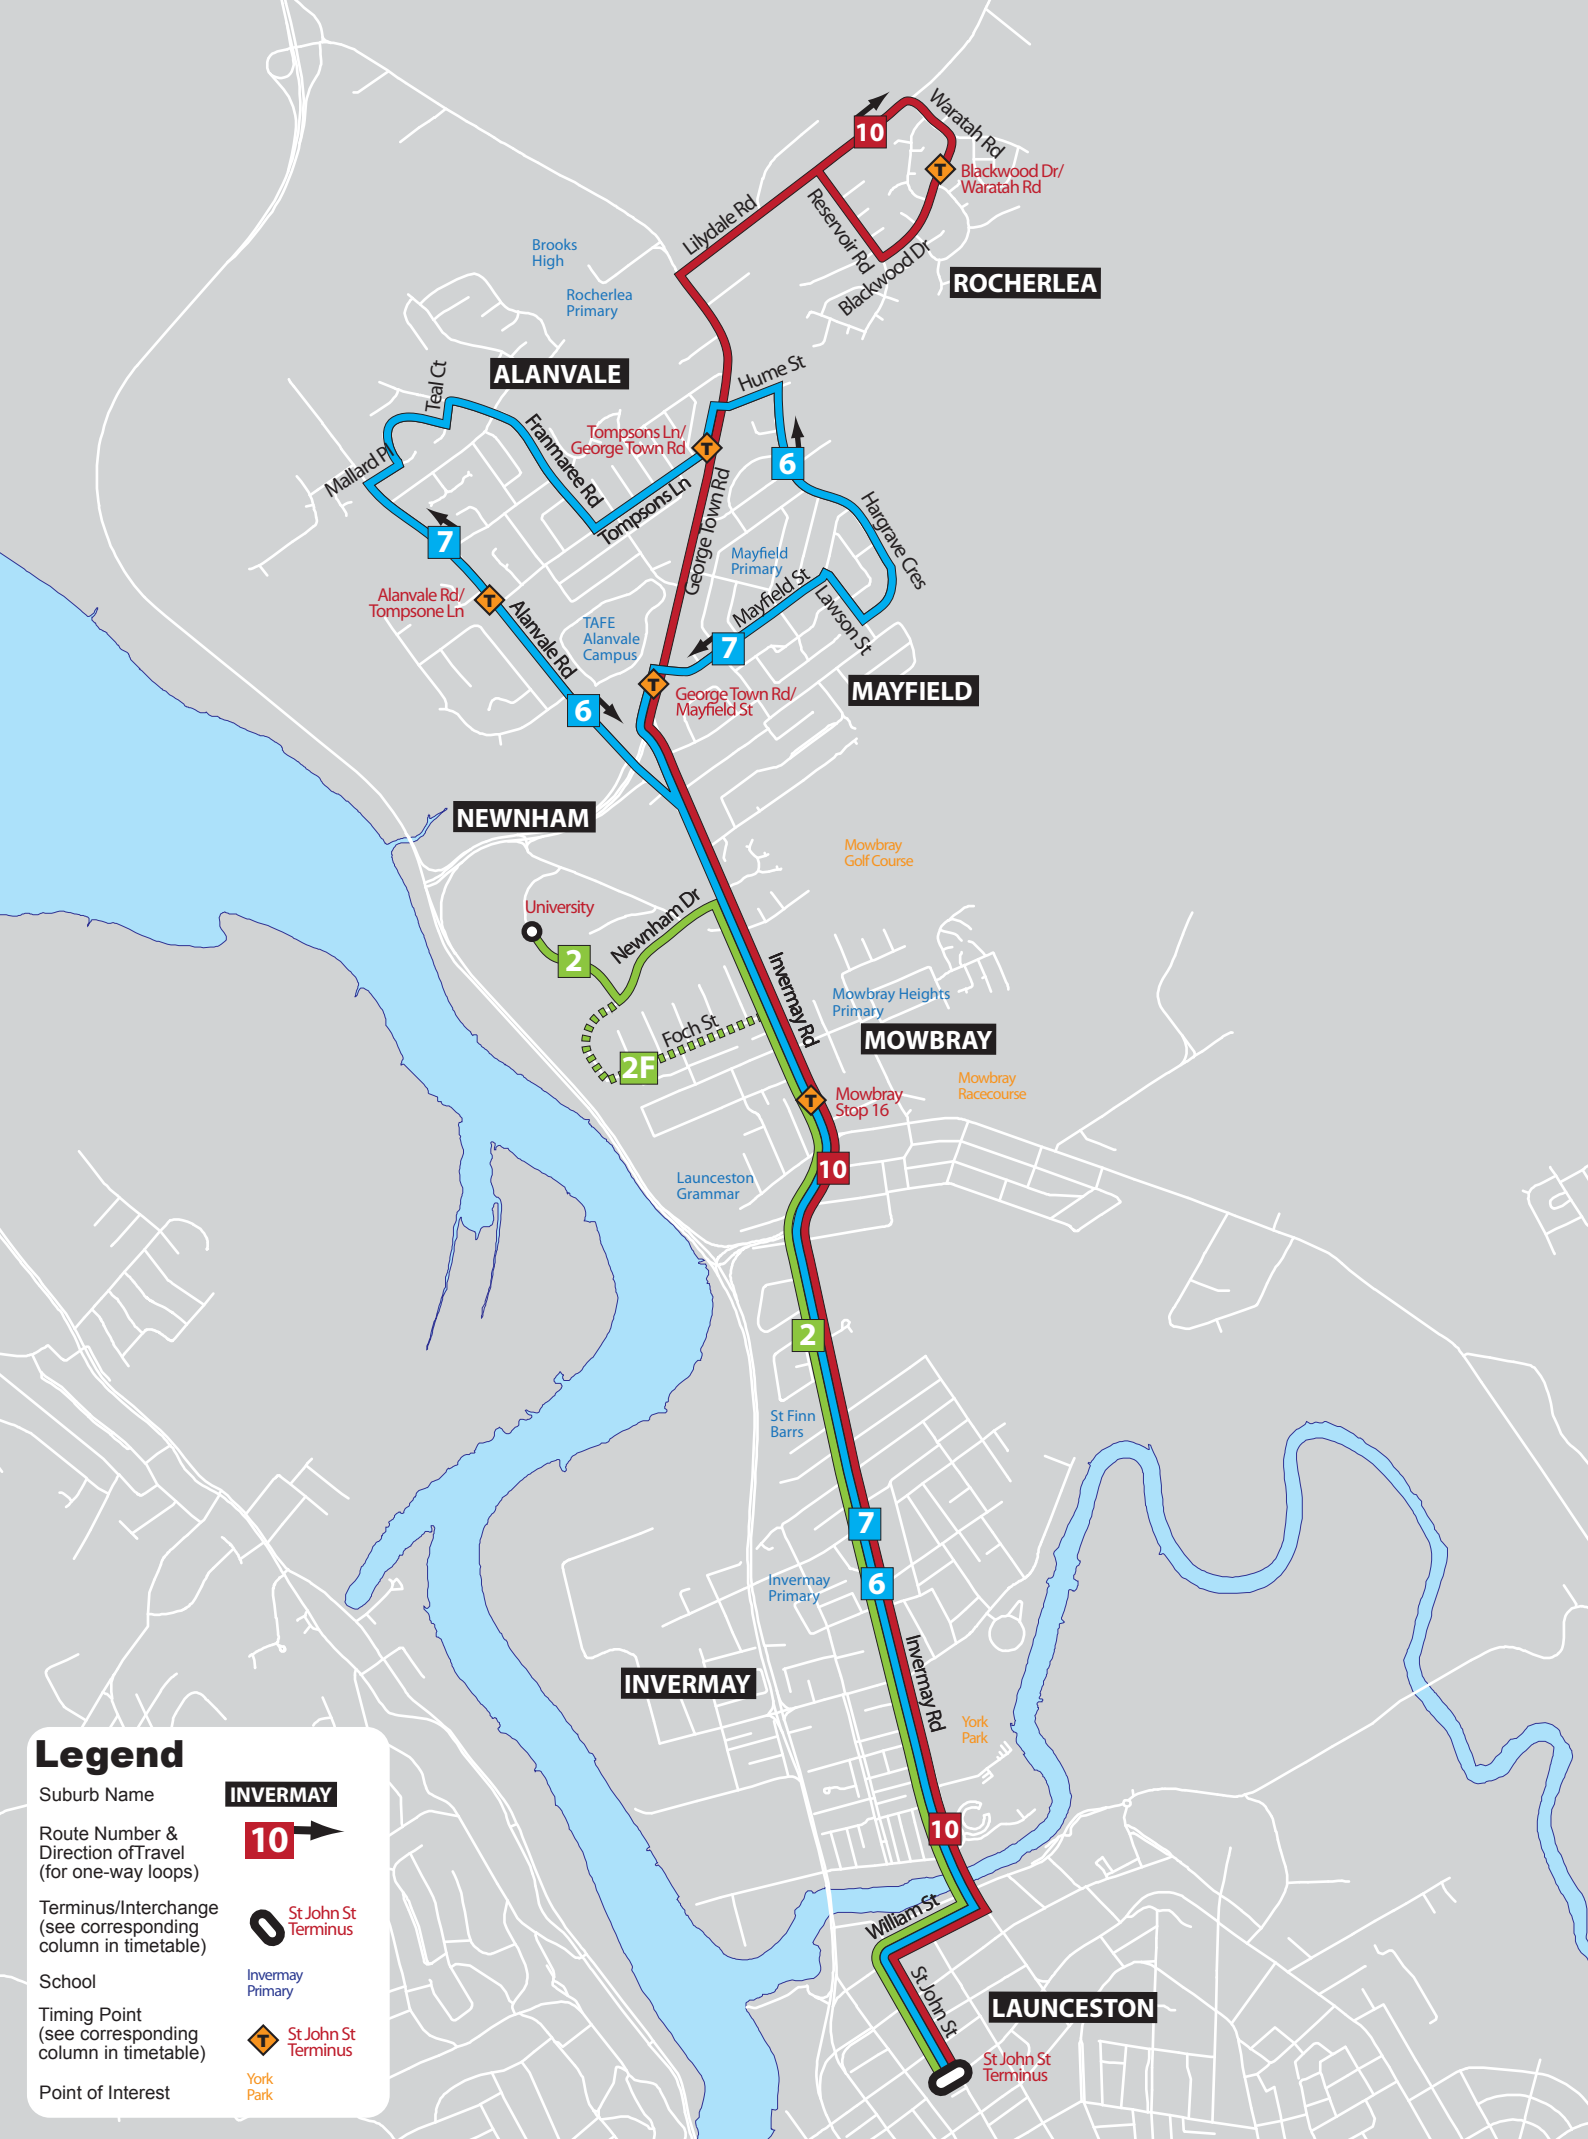 Waratah Rd
10
Blackwood Dr/
Waratah Rd
Lilydale Rd
Reservoir Rd
Blackwood Dr
Brooks
High
ROCHERLEA
Rocherlea
Primary
ALANVALE
Hume St
Teal Ct
Franmaree Rd
Tompsons Ln/
George Town Rd
Mallard Pl
6
Tompsons Ln
George Town Rd
Hargrave Cres
7
Mayfield
Primary
Mayfield St
Lawson St
Alanvale Rd/
Tompsone Ln
Alanvale Rd
TAFE
Alanvale
Campus
7
George Town Rd/
Mayfield St
MAYFIELD
6
NEWNHAM
Mowbray
Golf Course
University
Newnham Dr
2
Invermay Rd
Mowbray Heights
Primary
Foch St
MOWBRAY
2F
Mowbray
Racecourse
Mowbray
Stop 16
10
Launceston
Grammar
2
St Finn
Barrs
7
6
Invermay
Primary
Invermay Rd
INVERMAY
York
Park
10
William St
St John St
LAUNCESTON
St John St
Terminus
Legend
Suburb Name
INVERMAY
Route Number &
Direction ofTravel
(for one-way loops)
10
Terminus/Interchange
(see corresponding
column in timetable)
St John St
Terminus
School
Invermay
Primary
Timing Point
(see corresponding
column in timetable)
T
St John St
Terminus
Point of Interest
York
Park